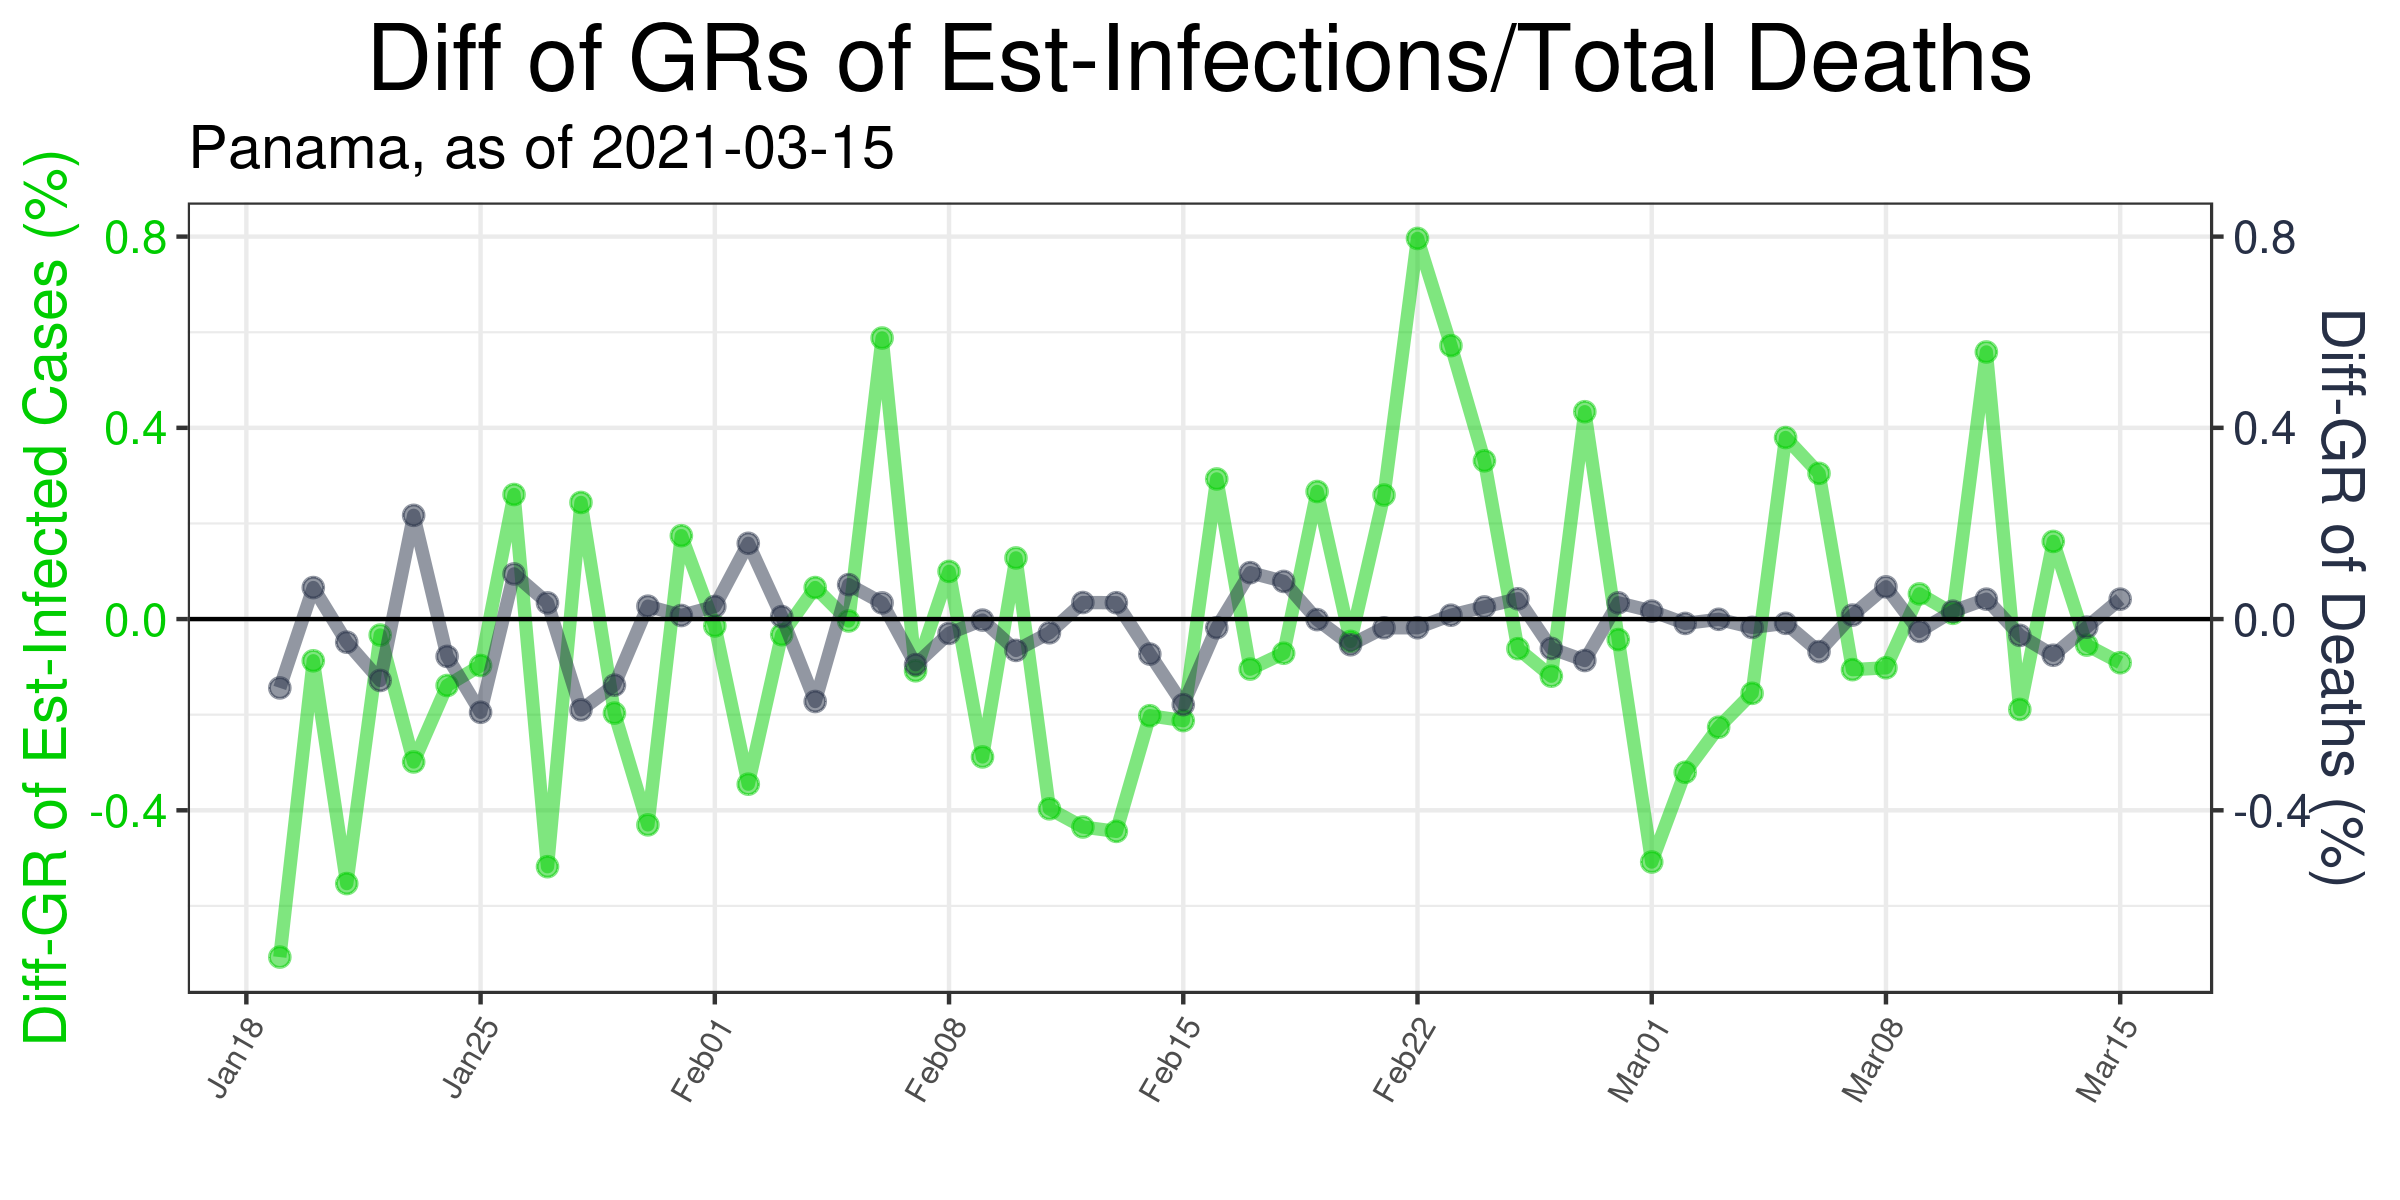 Diff of GRs of Est-Infections/Total Deaths
Panama, as of 2021-03-15
Diff-GR of Est-Infected Cases (%)
0.8
0.4
0.0
-0.4
0.8
0.4
0.0
-0.4
Diff-GR of Deaths (%)
Jan18
Jan25
Feb01
Feb08
Feb15
Feb22
Mar01
Mar08
Mar15